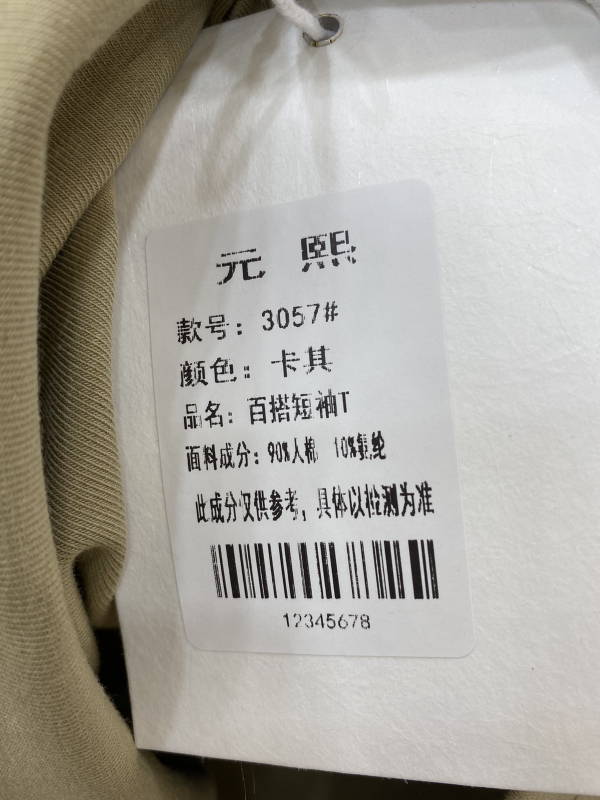 元 熙
款号：3057#
颜色：卡其
品名：百搭短袖T
面料成分：90%人棉 10%氨纶
此成分仅供参考，具体以检测为准
12345678